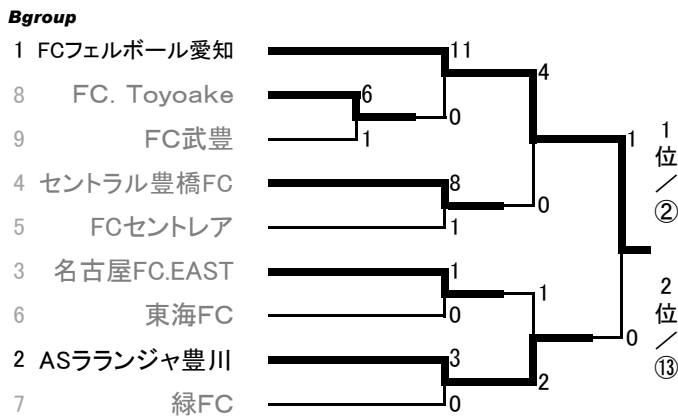 Bgroup
1 FCフェルボール愛知
8 FC. Toyoake
9 FC武豊
4 セントラル豊橋FC
5 FCセントレア
3 名古屋FC.EAST
6 東海FC
2 ASラランジャ豊川
7 緑FC
11
0
6
1
8
1
1
0
3
0
4
0
1
2
1
0
1位／②
2位／⑬